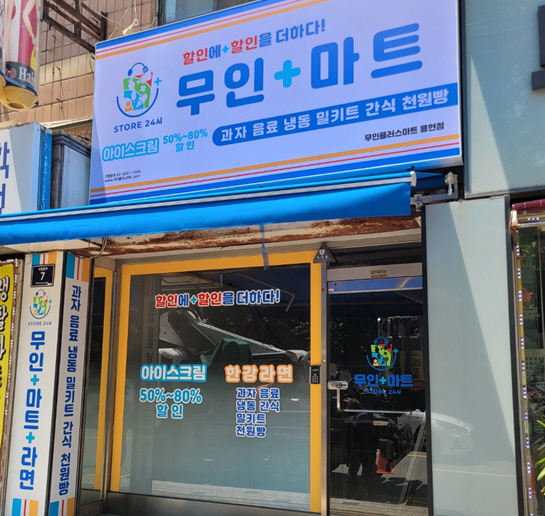 할인에+할인을 더하다!
무인+마트
STORE 24시
아이스크림 50%~80% 할인
과자 음료 냉동 밀키트 간식 천원빵
무인플러스마트 용현점
7
STORE 24시
무인+마트+라면
과자 음료 냉동 밀키트 간식 천원빵
할인에+할인을 더하다!
아이스크림
50%~80%
할인
한강라면
과자 음료
냉동 간식
밀키트
천원빵
무인+마트
STORE 24시